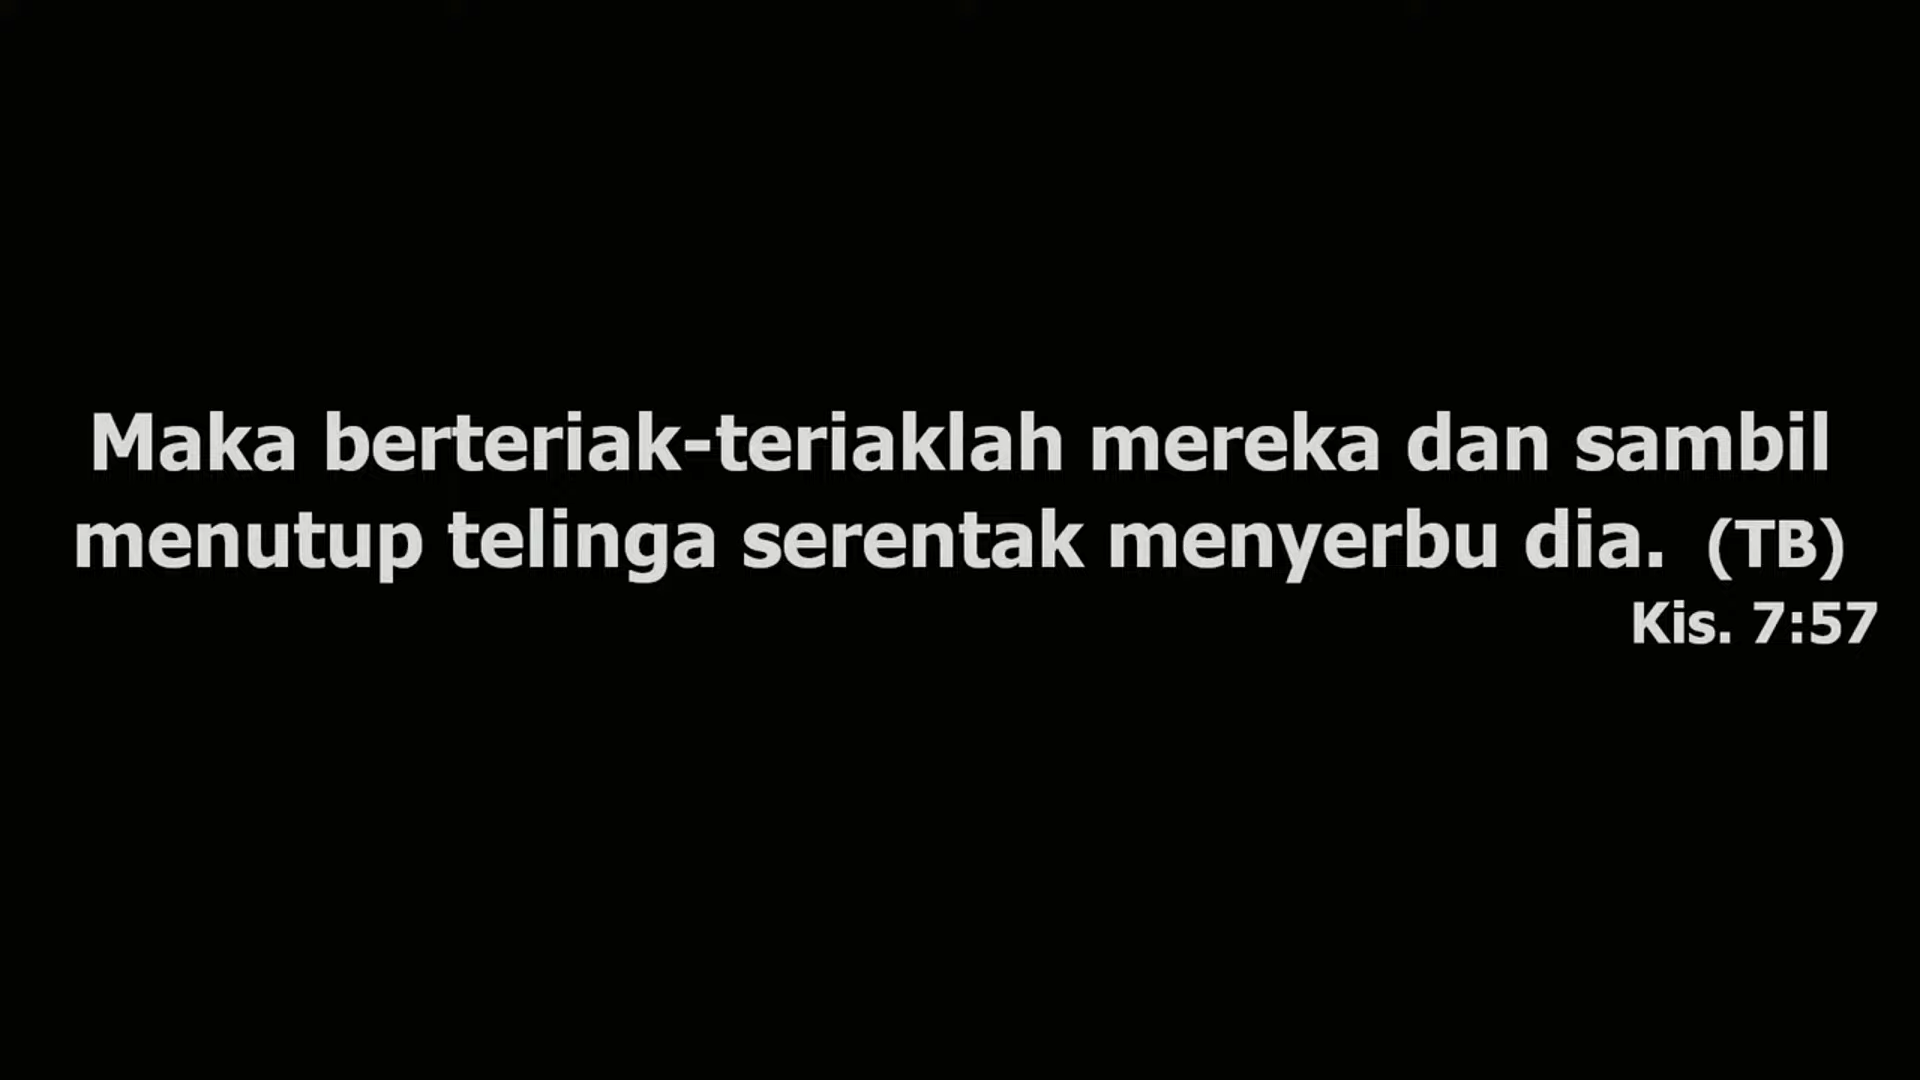 Maka berteriak-teriaklah mereka dan sambil
menutup telinga serentak menyerbu dia. (TB)
Kis. 7:57